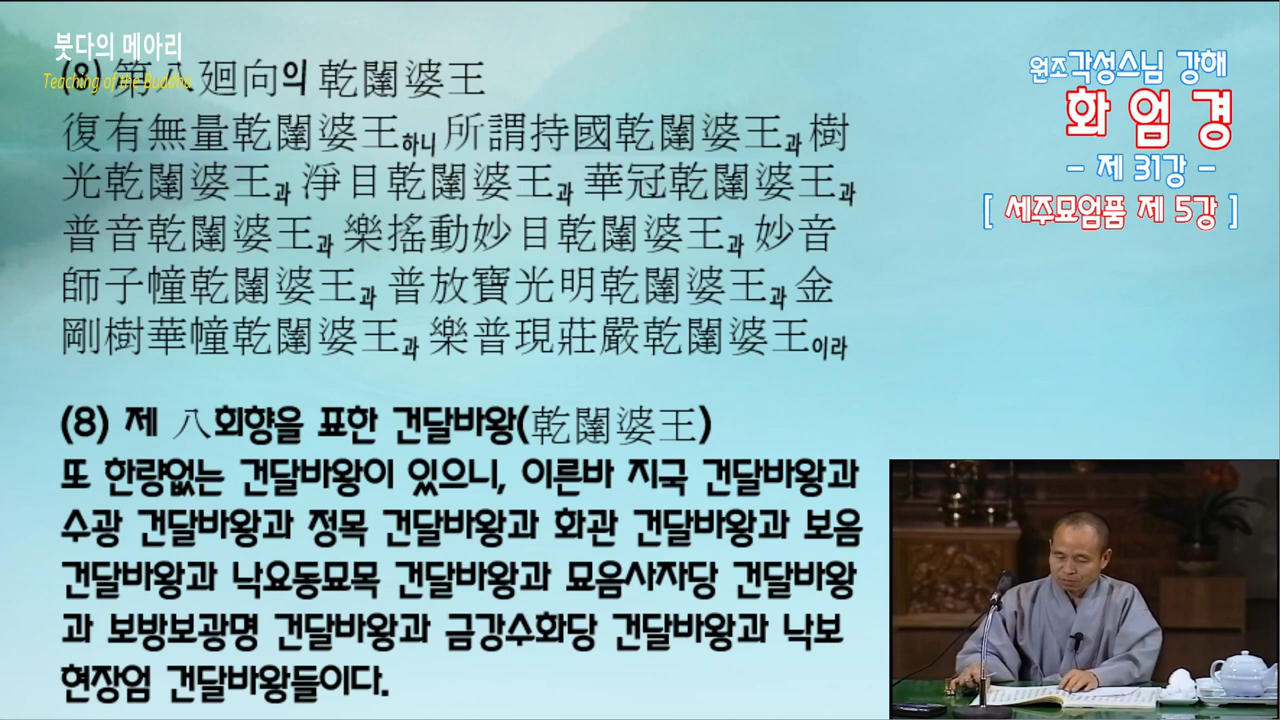 붓다의 메아리
Teaching of the Buddha
(8) 第八廻向의 乾闥婆王
復有無量乾闥婆王하니 所謂持國乾闥婆王과 樹
光乾闥婆王과 淨目乾闥婆王과 華冠乾闥婆王과
普音乾闥婆王과 樂搖動妙目乾闥婆王과 妙音
師子幢乾闥婆王과 普放寶光明乾闥婆王과 金
剛樹華幢乾闥婆王과 樂普現莊嚴乾闥婆王이라
(8) 제 八회향을 표한 건달바왕(乾闥婆王)
또 한량없는 건달바왕이 있으니, 이른바 지국 건달바왕과
수광 건달바왕과 정목 건달바왕과 화관 건달바왕과 보음
건달바왕과 낙요동묘목 건달바왕과 묘음사자당 건달바왕
과 보방보광명 건달바왕과 금강수화당 건달바왕과 낙보
현장엄 건달바왕들이다.
원조각성스님 강해
화엄경
- 제 31강 -
[ 세주묘엄품 제 5강 ]